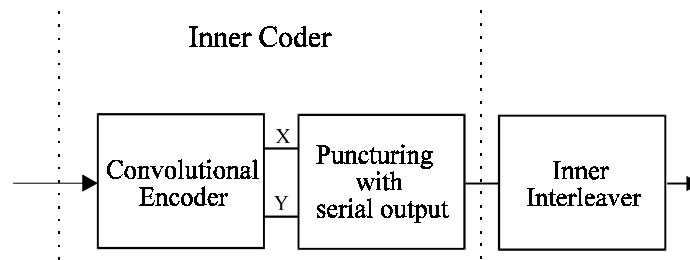 Inner Coder
Convolutional
Encoder
X
Y
Puncturing
with
serial output
Inner
Interleaver